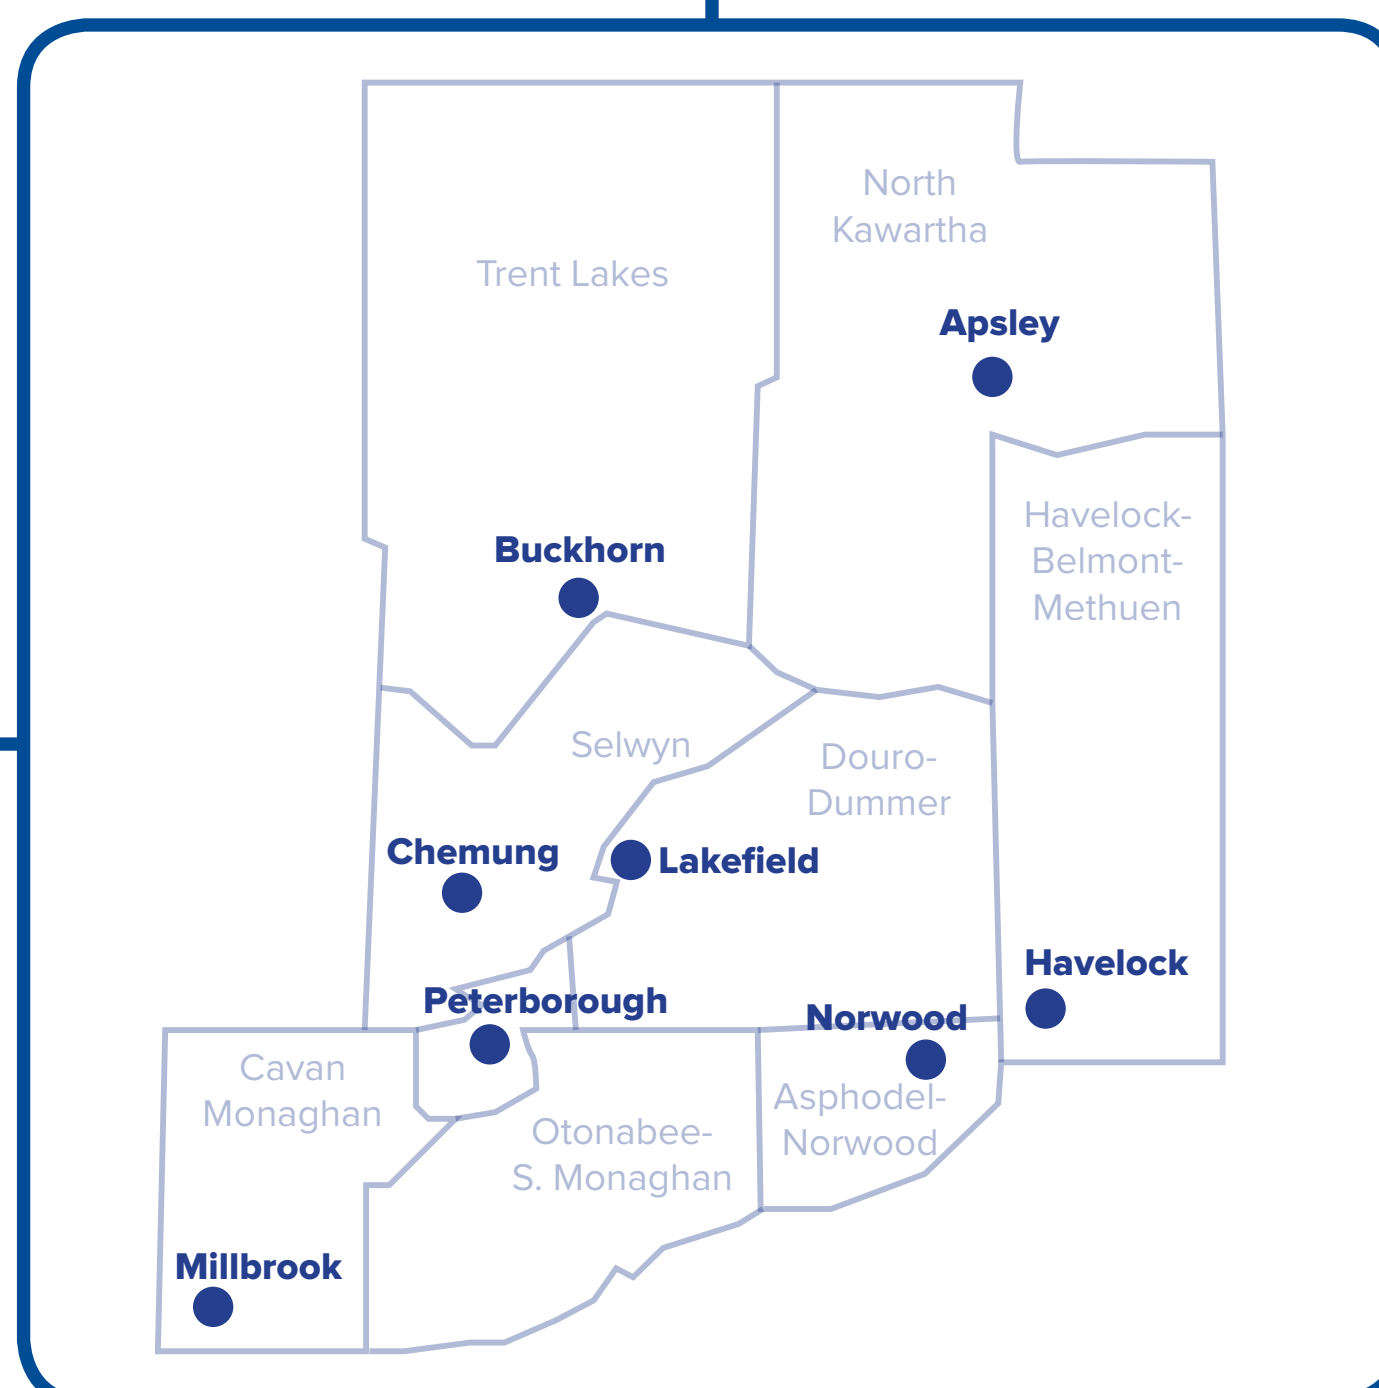 North
Kawartha
Trent Lakes
Apsley
Havelock-
Belmont-
Methuen
Buckhorn
Selwyn
Douro-
Dummer
Chemung
Lakefield
Havelock
Peterborough
Norwood
Cavan
Monaghan
Asphodel-
Norwood
Otonabee-
S. Monaghan
Millbrook